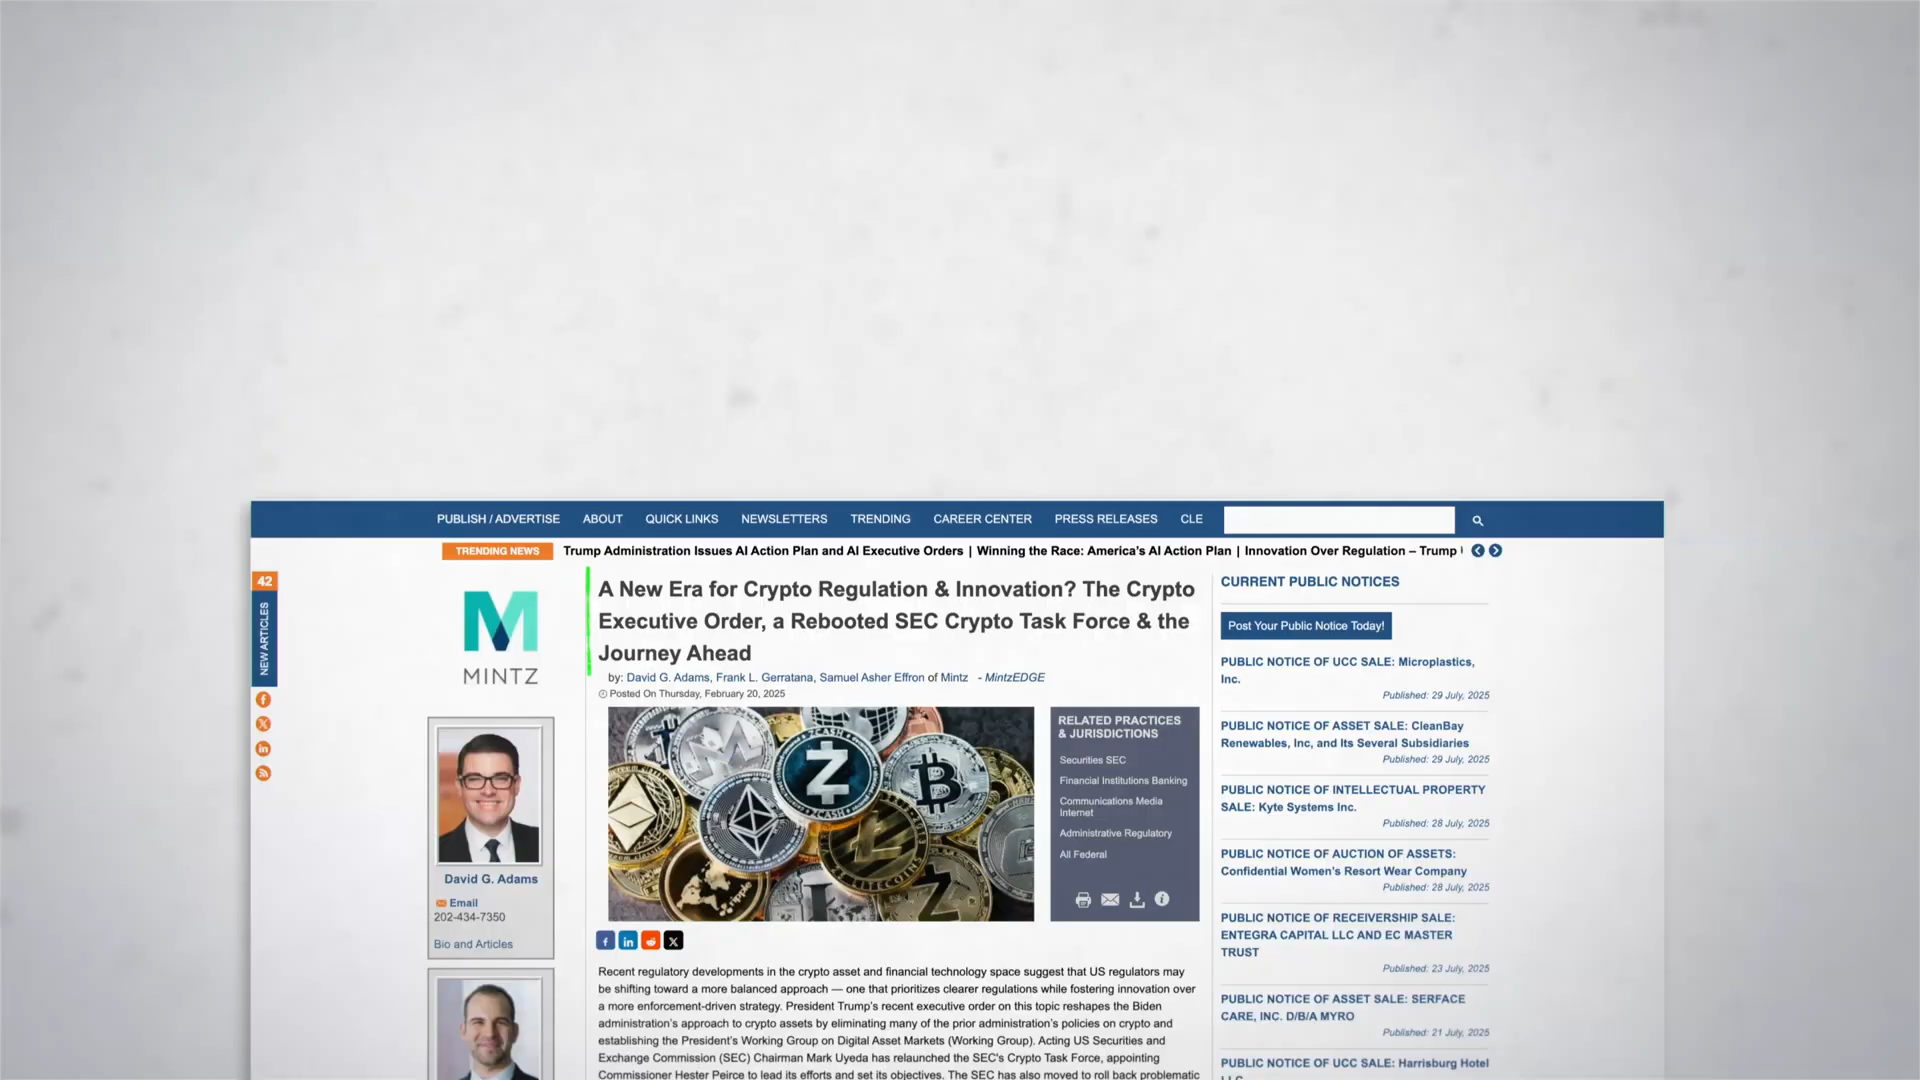 PUBLISH / ADVERTISE ABOUT QUICK LINKS NEWSLETTERS TRENDING CAREER CENTER PRESS RELEASES CLE
TRENDING NEWS Trump Administration Issues AI Action Plan and AI Executive Orders | Winning the Race: America's AI Action Plan | Innovation Over Regulation – Trump
42
NEW ARTICLES
MINTZ
David G. Adams
Email
202-434-7350
Bio and Articles
A New Era for Crypto Regulation & Innovation? The Crypto
Executive Order, a Rebooted SEC Crypto Task Force & the
Journey Ahead
by: David G. Adams, Frank L. Gerratana, Samuel Asher Effron of Mintz - MintzEDGE
Posted On Thursday, February 20, 2025
ZCASH
ZCASH
LITECOIN
RELATED PRACTICES
& JURISDICTIONS
Securities SEC
Financial Institutions Banking
Communications Media
Internet
Administrative Regulatory
All Federal
Recent regulatory developments in the crypto asset and financial technology space suggest that US regulators may
be shifting toward a more balanced approach — one that prioritizes clearer regulations while fostering innovation over
a more enforcement-driven strategy. President Trump's recent executive order on this topic reshapes the Biden
administration's approach to crypto assets by eliminating many of the prior administration's policies on crypto and
establishing the President's Working Group on Digital Asset Markets (Working Group). Acting US Securities and
Exchange Commission (SEC) Chairman Mark Uyeda has relaunched the SEC's Crypto Task Force, appointing
Commissioner Hester Peirce to lead its efforts and set its objectives. The SEC has also moved to roll back problematic
CURRENT PUBLIC NOTICES
Post Your Public Notice Today!
PUBLIC NOTICE OF UCC SALE: Microplastics,
Inc.
Published: 29 July, 2025
PUBLIC NOTICE OF ASSET SALE: CleanBay
Renewables, Inc, and Its Several Subsidiaries
Published: 29 July, 2025
PUBLIC NOTICE OF INTELLECTUAL PROPERTY
SALE: Kyte Systems Inc.
Published: 28 July, 2025
PUBLIC NOTICE OF AUCTION OF ASSETS:
Confidential Women's Resort Wear Company
Published: 28 July, 2025
PUBLIC NOTICE OF RECEIVERSHIP SALE:
ENTEGRA CAPITAL LLC AND EC MASTER
TRUST
Published: 23 July, 2025
PUBLIC NOTICE OF ASSET SALE: SERFACE
CARE, INC. D/B/A MYRO
Published: 21 July, 2025
PUBLIC NOTICE OF UCC SALE: Harrisburg Hotel